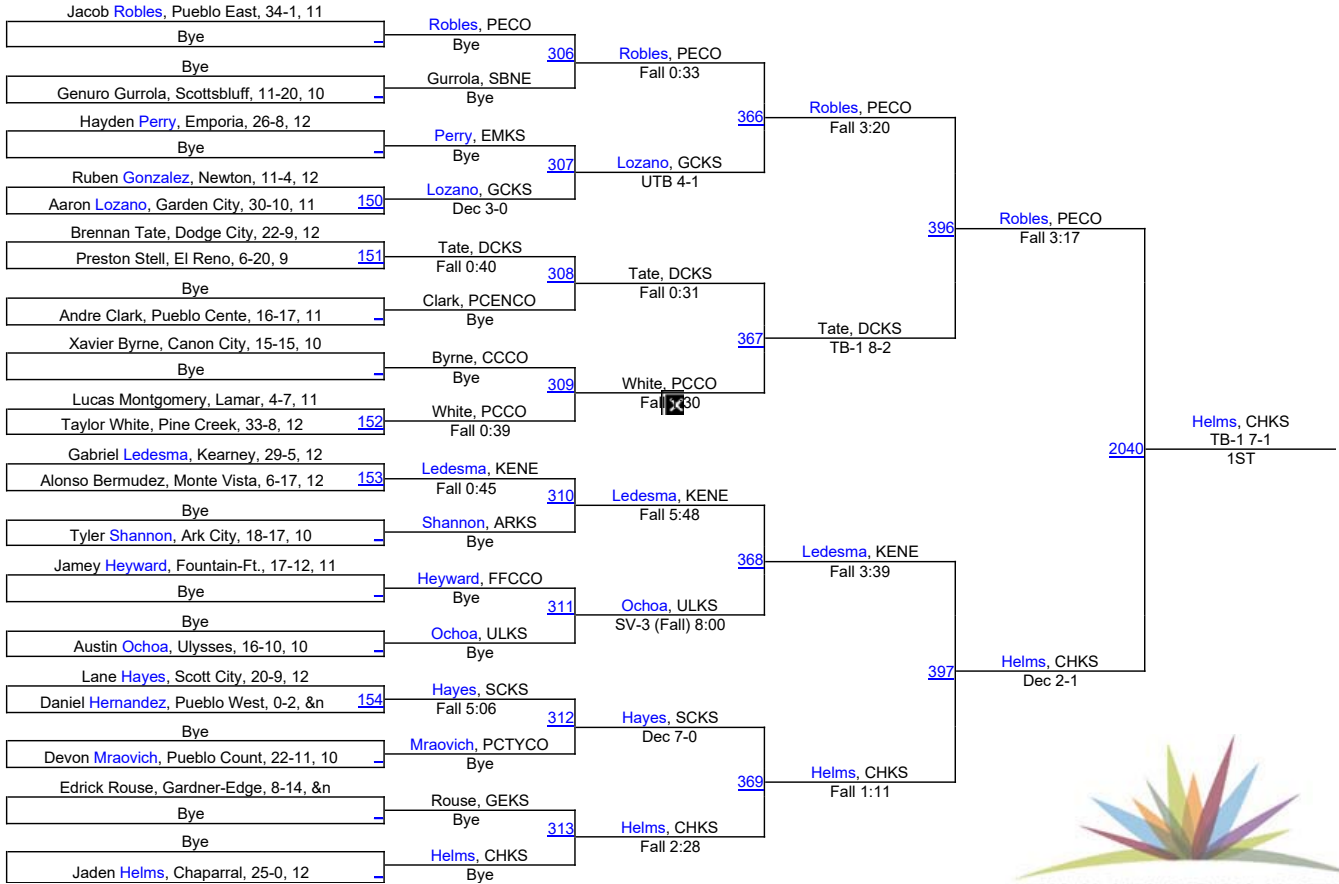 Jacob Robles, Pueblo East, 34-1, 11
Bye
Bye
Genuro Gurrola, Scottsbluff, 11-20, 10
Hayden Perry, Emporia, 26-8, 12
Bye
Ruben Gonzalez, Newton, 11-4, 12
Aaron Lozano, Garden City, 30-10, 11
150
Brennan Tate, Dodge City, 22-9, 12
Preston Stell, El Reno, 6-20, 9
151
Bye
Andre Clark, Pueblo Cente, 16-17, 11
Xavier Byrne, Canon City, 15-15, 10
Bye
Lucas Montgomery, Lamar, 4-7, 11
Taylor White, Pine Creek, 33-8, 12
152
Gabriel Ledesma, Kearney, 29-5, 12
Alonso Bermudez, Monte Vista, 6-17, 12
153
Bye
Tyler Shannon, Ark City, 18-17, 10
Jamey Heyward, Fountain-Ft., 17-12, 11
Bye
Bye
Austin Ochoa, Ulysses, 16-10, 10
Lane Hayes, Scott City, 20-9, 12
Daniel Hernandez, Pueblo West, 0-2, &n
154
Bye
Devon Mraovich, Pueblo Count, 22-11, 10
Edrick Rouse, Gardner-Edge, 8-14, &n
Bye
Bye
Jaden Helms, Chaparral, 25-0, 12
Robles, PECO
Bye
306
Gurrola, SBNE
Bye
Perry, EMKS
Bye
307
Lozano, GCKS
Dec 3-0
Tate, DCKS
Fall 0:40
308
Clark, PCENCO
Bye
Byrne, CCCO
Bye
309
White, PCCO
Fall 0:39
Ledesma, KENE
Fall 0:45
310
Shannon, ARKS
Bye
Heyward, FFCCO
Bye
311
Ochoa, ULKS
Bye
Hayes, SCKS
Fall 5:06
312
Mraovich, PCTYCO
Bye
Rouse, GEKS
Bye
313
Helms, CHKS
Bye
Robles, PECO
Fall 0:33
366
Lozano, GCKS
UTB 4-1
Tate, DCKS
Fall 0:31
367
White, PCCO
Ledesma, KENE
Fall 5:48
368
Ochoa, ULKS
SV-3 (Fall) 8:00
Hayes, SCKS
Dec 7-0
369
Helms, CHKS
Fall 2:28
Robles, PECO
Fall 3:20
396
Tate, DCKS
TB-1 8-2
Ledesma, KENE
Fall 3:39
397
Helms, CHKS
Fall 1:11
Robles, PECO
Fall 3:17
2040
Helms, CHKS
Dec 2-1
Helms, CHKS
TB-1 7-1
1ST